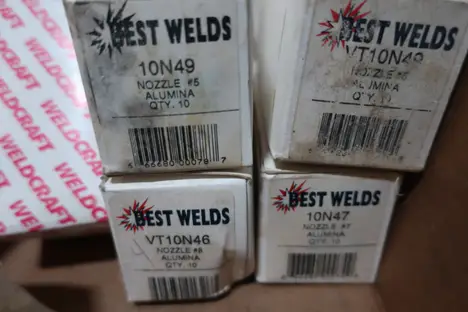 BEST WELDS
10N49
NOZZLE #5
ALUMINA
QTY. 10
BEST WELDS
ALUMINA
BEST WELDS
VT10N46
NOZZLE #8
ALUMINA
QTY. 10
BEST WELDS
10N47
NOZZLE #7
ALUMINA
QTY. 10
WELDCRAFT
WELDCRAFT
WELDCRAFT
WELDCRAFT